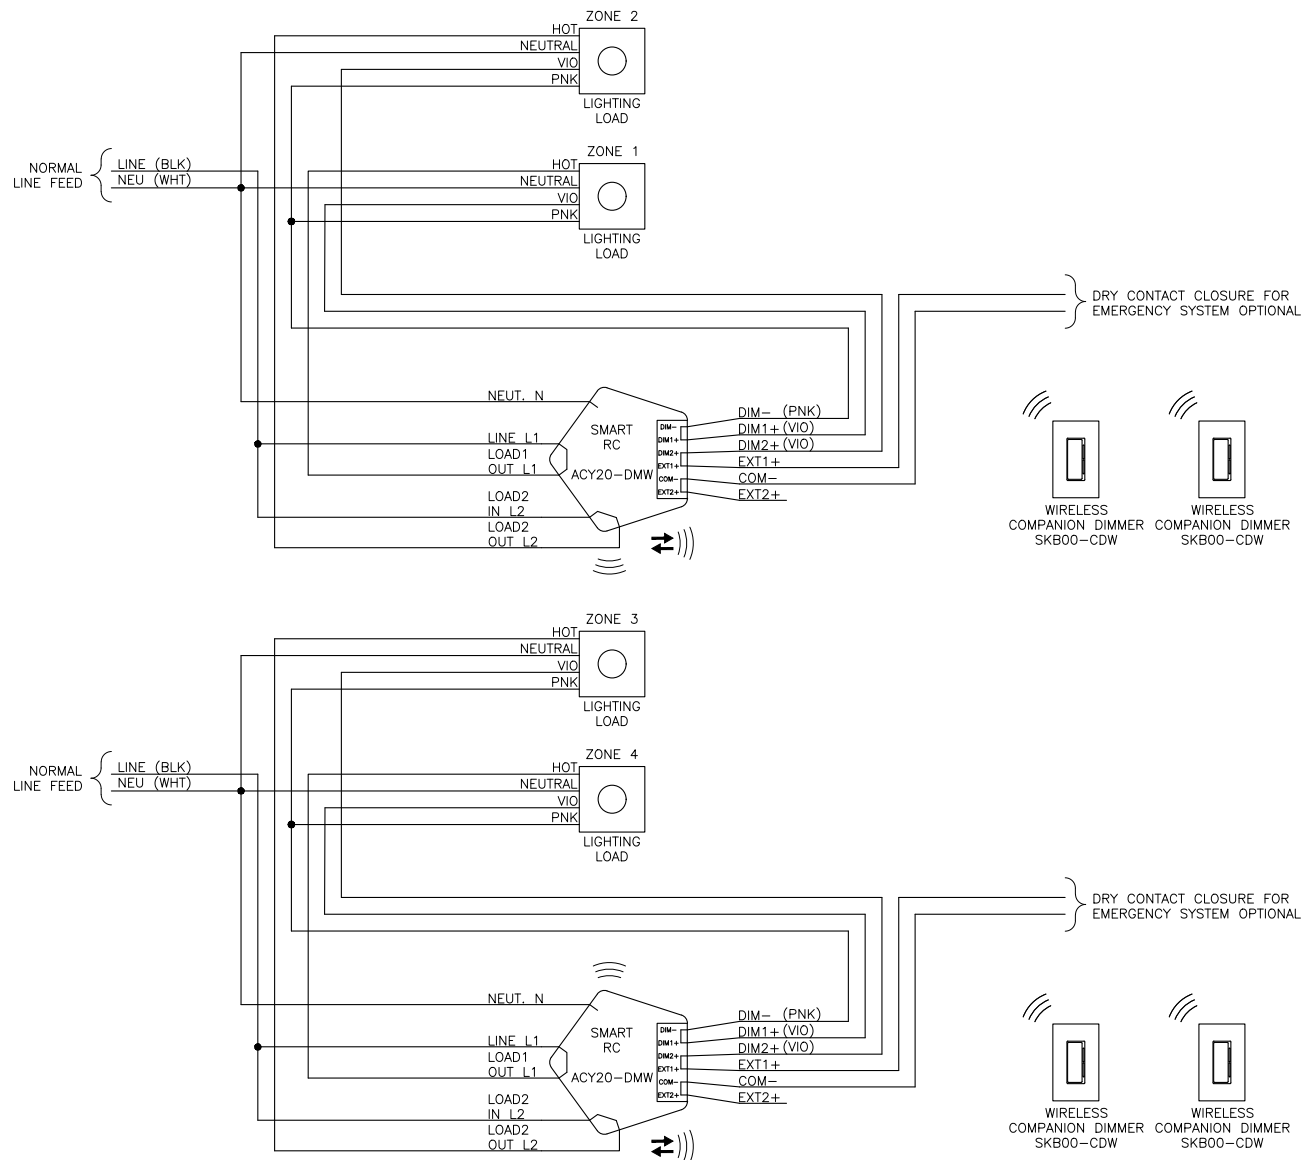 ZONE 2
HOT
NEUTRAL
VIO
PNK
LIGHTING
LOAD
NORMAL
LINE FEED
LINE (BLK)
NEU (WHT)
ZONE 1
HOT
NEUTRAL
VIO
PNK
LIGHTING
LOAD
DRY CONTACT CLOSURE FOR
EMERGENCY SYSTEM OPTIONAL
NEUT. N
LINE L1
LOAD1
OUT L1
LOAD2
IN L2
LOAD2
OUT L2
SMART
RC
ACY20-DMW
DIM-
DIM1+
DIM2+
EXT1+
COM-
EXT2+
DIM- (PNK)
DIM1+ (VIO)
DIM2+ (VIO)
EXT1+
COM-
EXT2+
WIRELESS
COMPANION DIMMER
SKB00-CDW
WIRELESS
COMPANION DIMMER
SKB00-CDW
ZONE 3
HOT
NEUTRAL
VIO
PNK
LIGHTING
LOAD
NORMAL
LINE FEED
LINE (BLK)
NEU (WHT)
ZONE 4
HOT
NEUTRAL
VIO
PNK
LIGHTING
LOAD
DRY CONTACT CLOSURE FOR
EMERGENCY SYSTEM OPTIONAL
NEUT. N
LINE L1
LOAD1
OUT L1
LOAD2
IN L2
LOAD2
OUT L2
SMART
RC
ACY20-DMW
DIM-
DIM1+
DIM2+
EXT1+
COM-
EXT2+
DIM- (PNK)
DIM1+ (VIO)
DIM2+ (VIO)
EXT1+
COM-
EXT2+
WIRELESS
COMPANION DIMMER
SKB00-CDW
WIRELESS
COMPANION DIMMER
SKB00-CDW